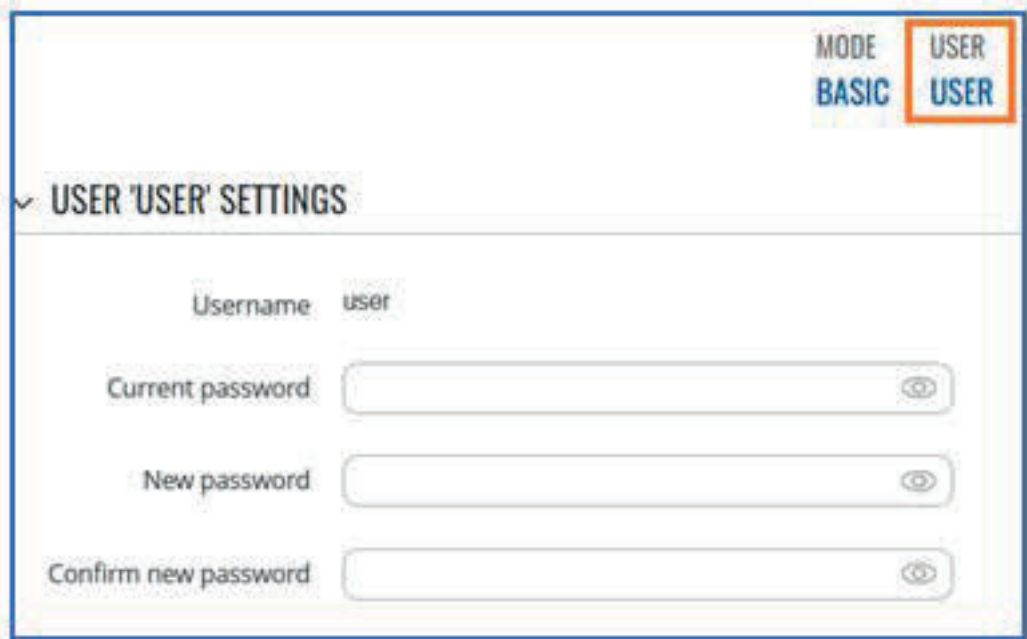 MODE USER
BASIC USER
USER 'USER' SETTINGS
Username user
Current password
New password
Confirm new password